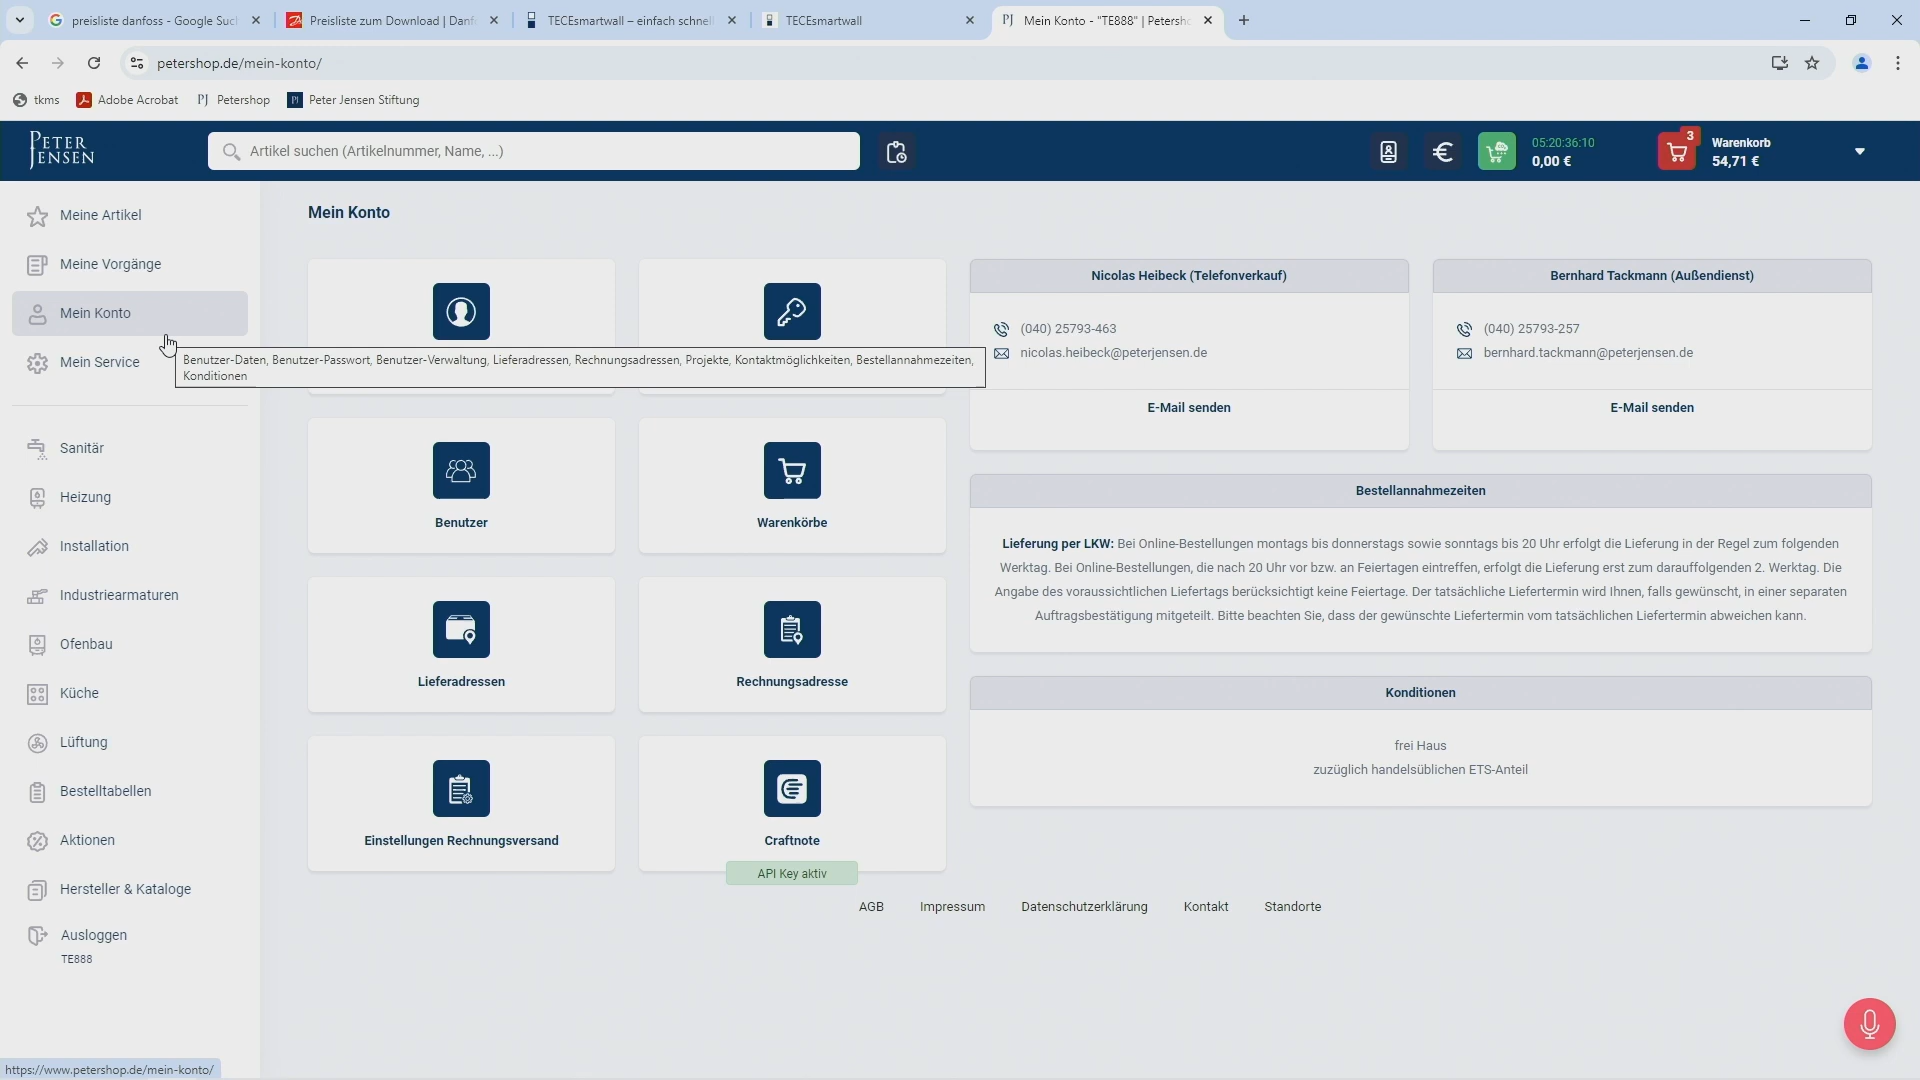 preisliste danfoss - Google Suc
Preisliste zum Download | Danf
TECEsmartwall – einfach schnel
TECEsmartwall
Mein Konto - "TE888" | Petersh
petershop.de/mein-konto/
tkms
Adobe Acrobat
Petershop
Peter Jensen Stiftung
PETER
JENSEN
Artikel suchen (Artikelnummer, Name, ...)
05:20:36:10
0,00 €
3
Warenkorb
54,71 €
Meine Artikel
Meine Vorgänge
Mein Konto
Mein Service
Sanitär
Heizung
Installation
Industriearmaturen
Ofenbau
Küche
Lüftung
Bestelltabellen
Aktionen
Hersteller & Kataloge
Ausloggen
TE888
Mein Konto
Benutzer-Daten, Benutzer-Passwort, Benutzer-Verwaltung, Lieferadressen, Rechnungsadressen, Projekte, Kontaktmöglichkeiten, Bestellannahmezeiten,
Konditionen
Benutzer
Warenkörbe
Lieferadressen
Rechnungsadresse
Einstellungen Rechnungsversand
Craftnote
API Key aktiv
Nicolas Heibeck (Telefonverkauf)
(040) 25793-463
nicolas.heibeck@peterjensen.de
E-Mail senden
Bernhard Tackmann (Außendienst)
(040) 25793-257
bernhard.tackmann@peterjensen.de
E-Mail senden
Bestellannahmezeiten
Lieferung per LKW: Bei Online-Bestellungen montags bis donnerstags sowie sonntags bis 20 Uhr erfolgt die Lieferung in der Regel zum folgenden
Werktag. Bei Online-Bestellungen, die nach 20 Uhr vor bzw. an Feiertagen eintreffen, erfolgt die Lieferung erst zum darauffolgenden 2. Werktag. Die
Angabe des voraussichtlichen Liefertags berücksichtigt keine Feiertage. Der tatsächliche Liefertermin wird Ihnen, falls gewünscht, in einer separaten
Auftragsbestätigung mitgeteilt. Bitte beachten Sie, dass der gewünschte Liefertermin vom tatsächlichen Liefertermin abweichen kann.
Konditionen
frei Haus
zuzüglich handelsüblichen ETS-Anteil
AGB
Impressum
Datenschutzerklärung
Kontakt
Standorte
https://www.petershop.de/mein-konto/